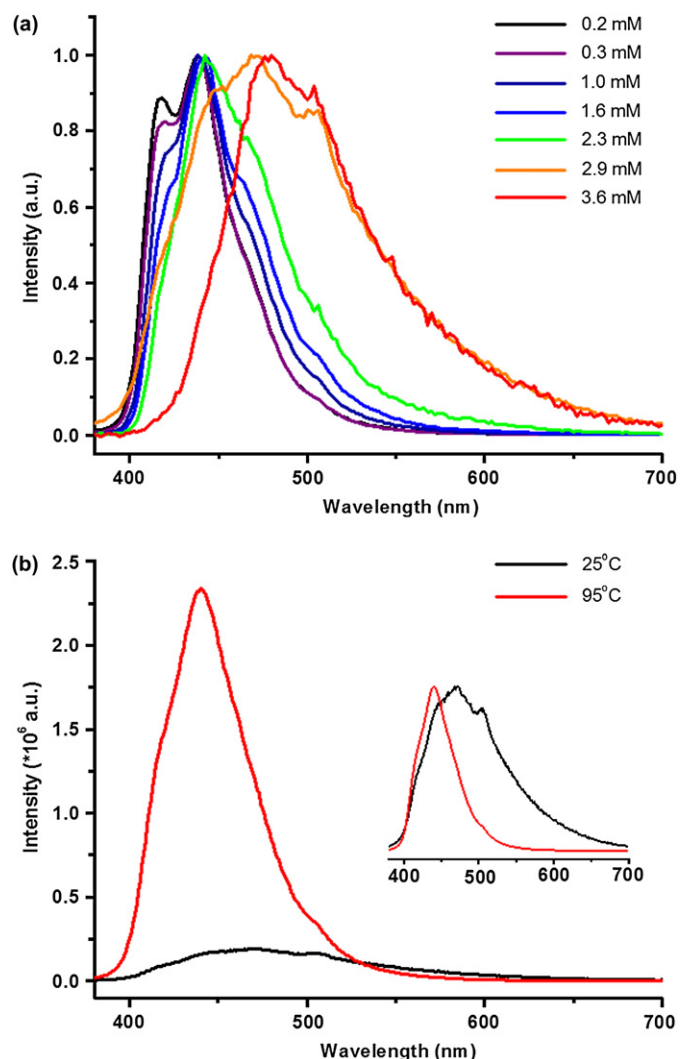 (a)
0.2 mM
0.3 mM
1.0 mM
1.6 mM
2.3 mM
2.9 mM
3.6 mM
Intensity (a.u.)
1.0
0.8
0.6
0.4
0.2
0.0
400 500 600 700
Wavelength (nm)
(b)
25°C
95°C
Intensity (*10⁶ a.u.)
2.5
2.0
1.5
1.0
0.5
0.0
400 500 600 700
400 500 600 700
Wavelength (nm)